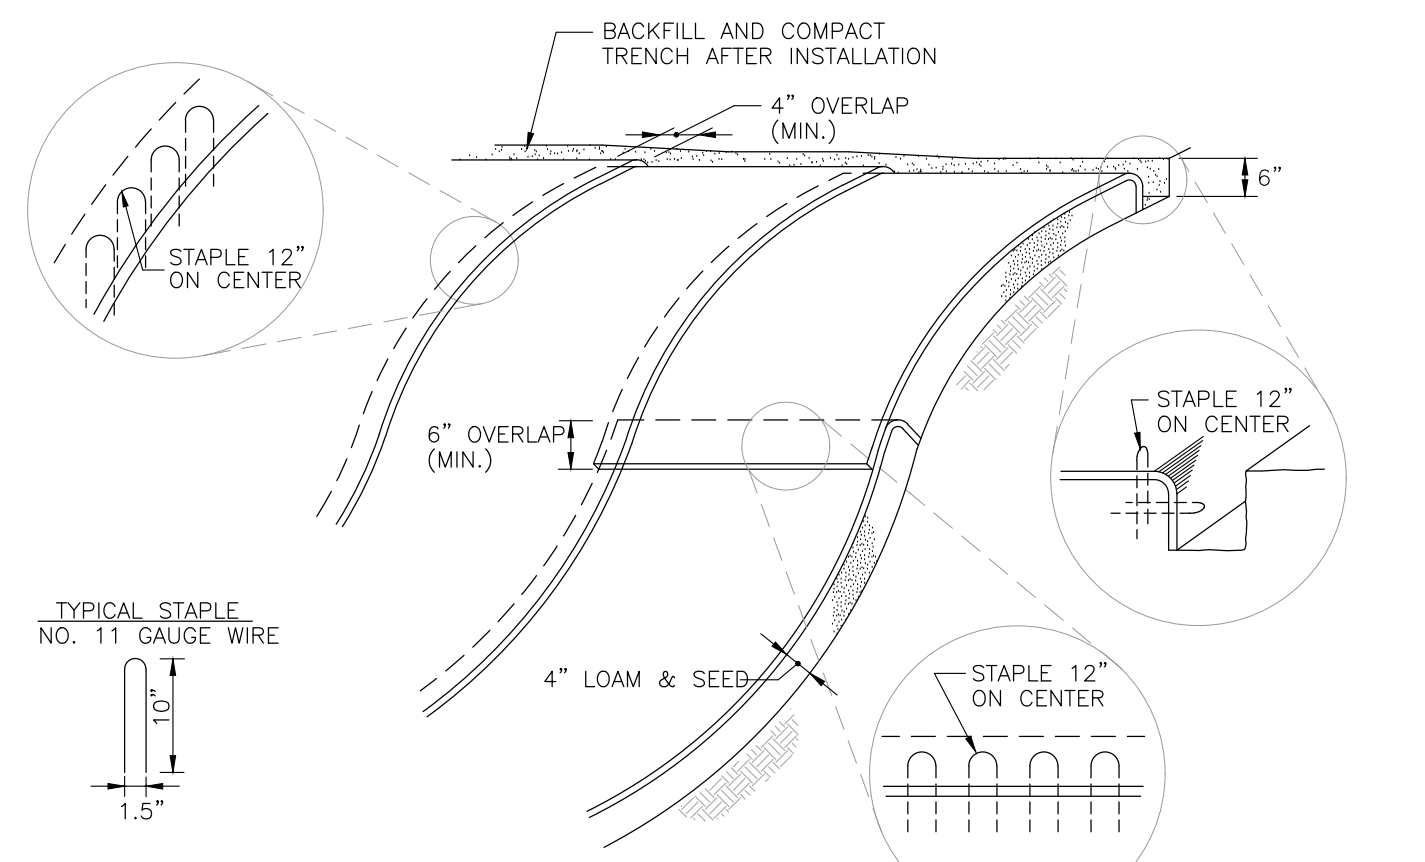 BACKFILL AND COMPACT
TRENCH AFTER INSTALLATION
4" OVERLAP
(MIN.)
6"
STAPLE 12"
ON CENTER
STAPLE 12"
ON CENTER
6" OVERLAP
(MIN.)
TYPICAL STAPLE
NO. 11 GAUGE WIRE
10"
1.5"
4" LOAM & SEED
STAPLE 12"
ON CENTER